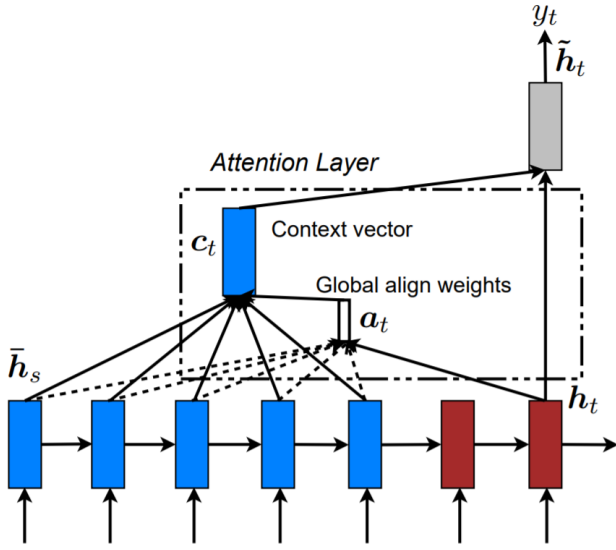 y_t
h̃_t
Attention Layer
Context vector
c_t
Global align weights
a_t
h̄_s
h_t